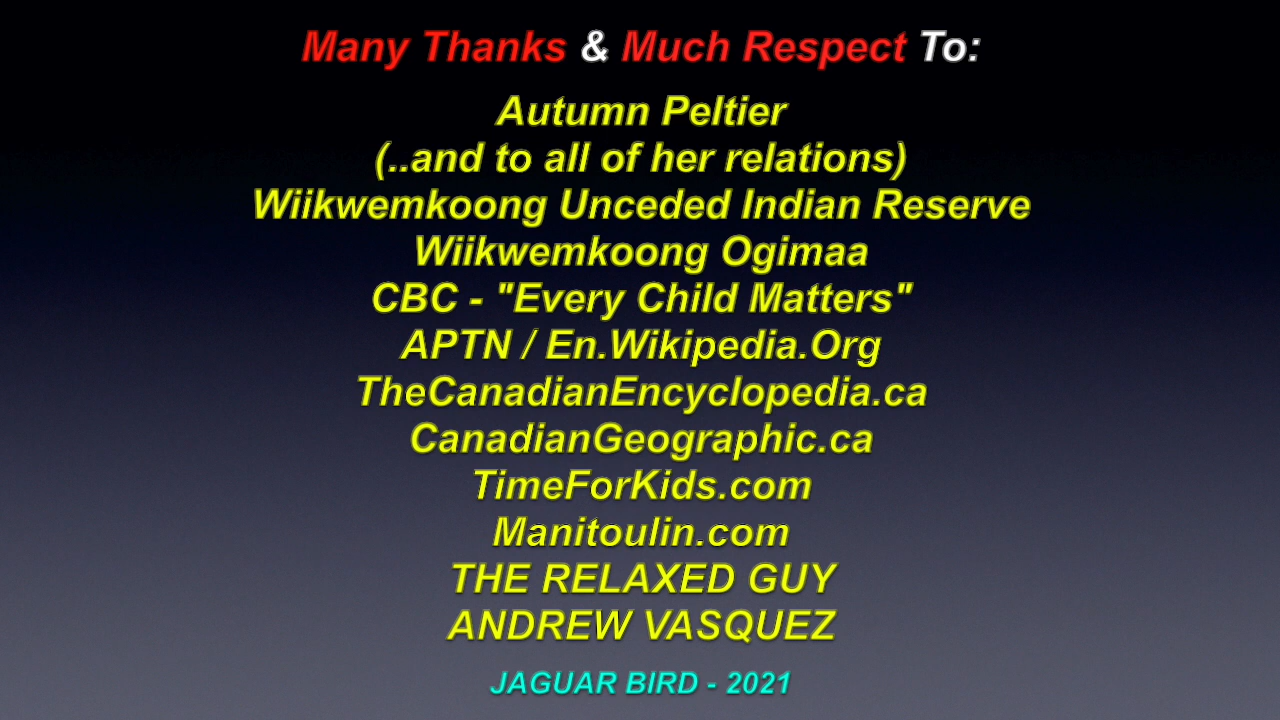 Many Thanks & Much Respect To:
Autumn Peltier
(..and to all of her relations)
Wiikwemkoong Unceded Indian Reserve
Wiikwemkoong Ogimaa
CBC - "Every Child Matters"
APTN / En.Wikipedia.Org
TheCanadianEncyclopedia.ca
CanadianGeographic.ca
TimeForKids.com
Manitoulin.com
THE RELAXED GUY
ANDREW VASQUEZ
JAGUAR BIRD - 2021